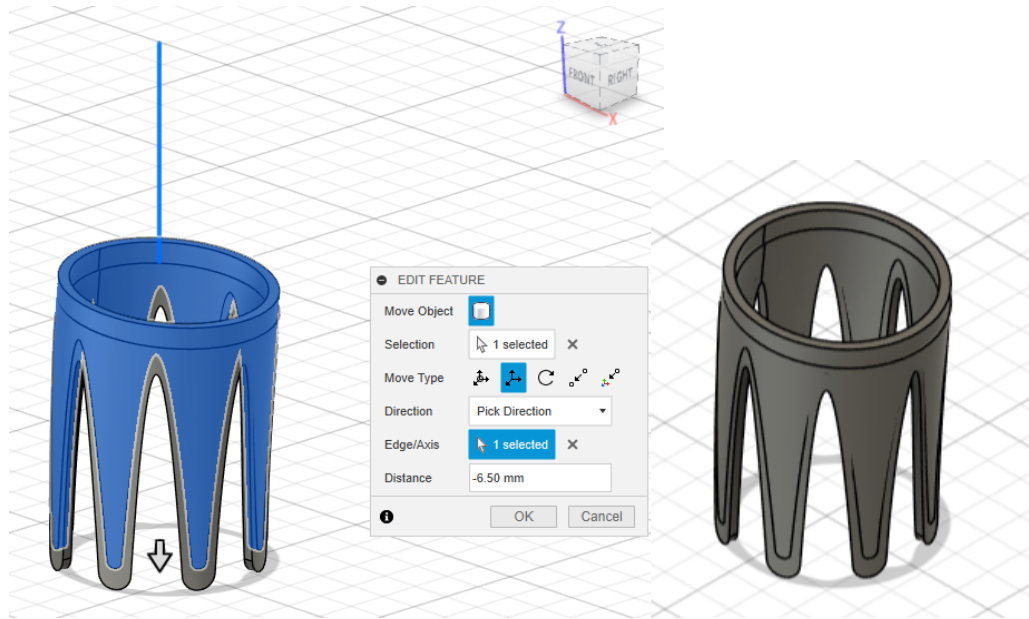 Z
FRONT RIGHT
X
EDIT FEATURE
Move Object
Selection 1 selected
Move Type
Direction Pick Direction
Edge/Axis 1 selected
Distance -6.50 mm
OK Cancel